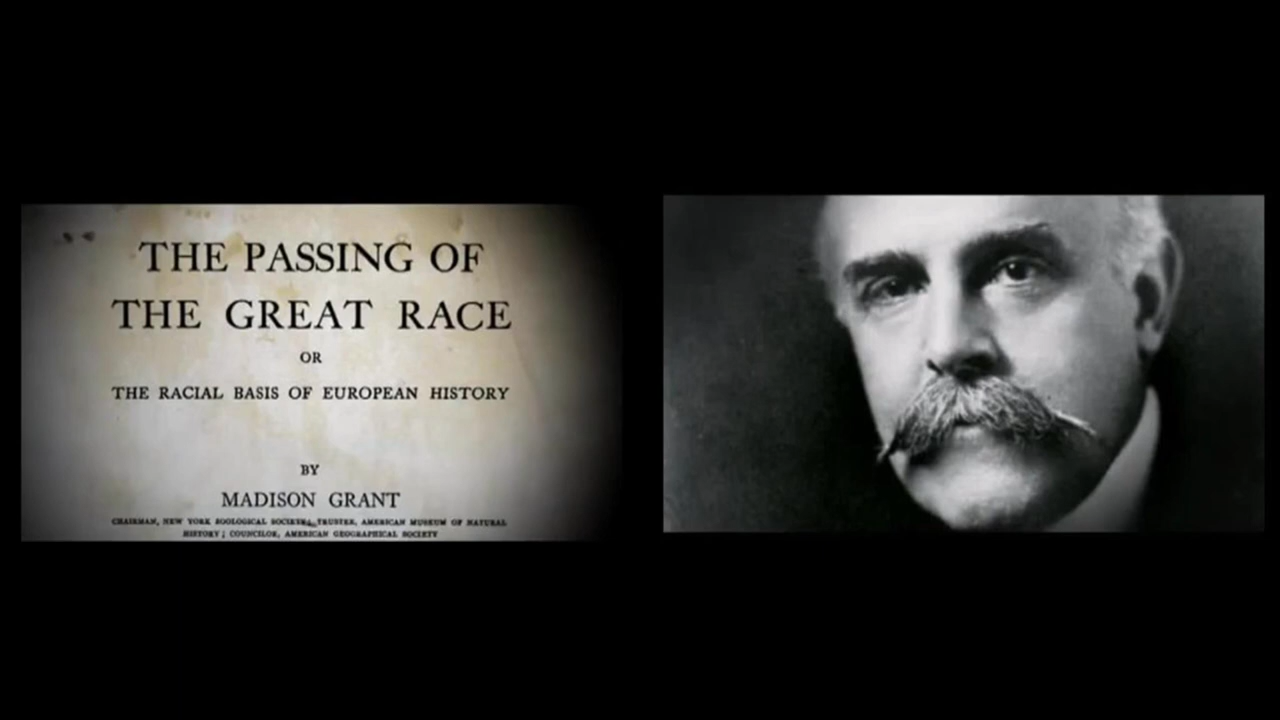 THE PASSING OF
THE GREAT RACE
OR
THE RACIAL BASIS OF EUROPEAN HISTORY
BY
MADISON GRANT
CHAIRMAN, NEW YORK ZOOLOGICAL SOCIETY; TRUSTEE, AMERICAN MUSEUM OF NATURAL
HISTORY; COUNCILOR, AMERICAN GEOGRAPHICAL SOCIETY